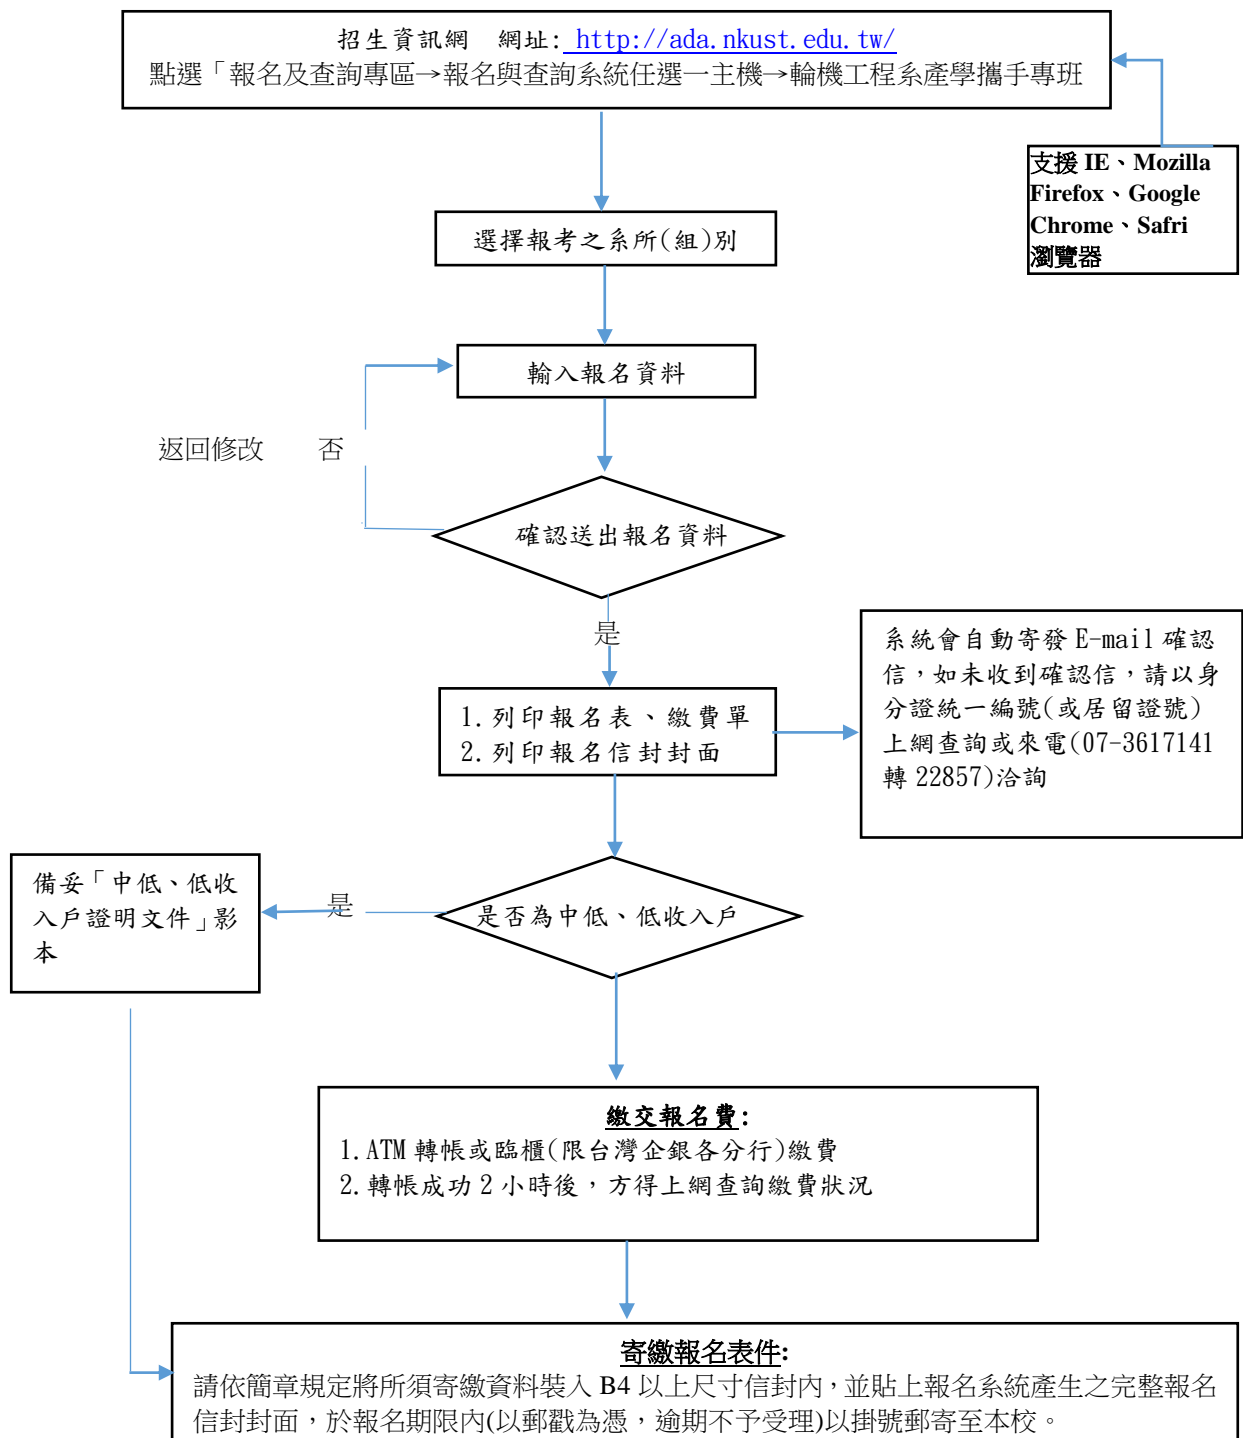 招生資訊網　網址: http://ada.nkust.edu.tw/
點選「報名及查詢專區→報名與查詢系統任選一主機→輪機工程系產學攜手專班
支援 IE、Mozilla
Firefox、Google
Chrome、Safri
瀏覽器
選擇報考之系所(組)別
輸入報名資料
返回修改　　否
確認送出報名資料
是
系統會自動寄發 E-mail 確認
信，如未收到確認信，請以身
分證統一編號(或居留證號)
上網查詢或來電(07-3617141
轉 22857)洽詢
1.列印報名表、繳費單
2.列印報名信封封面
是否為中低、低收入戶
是
備妥「中低、低收
入戶證明文件」影
本
繳交報名費:
1.ATM 轉帳或臨櫃(限台灣企銀各分行)繳費
2.轉帳成功 2 小時後，方得上網查詢繳費狀況
寄繳報名表件:
請依簡章規定將所須寄繳資料裝入 B4 以上尺寸信封內，並貼上報名系統產生之完整報名
信封封面，於報名期限內(以郵戳為憑，逾期不予受理)以掛號郵寄至本校。